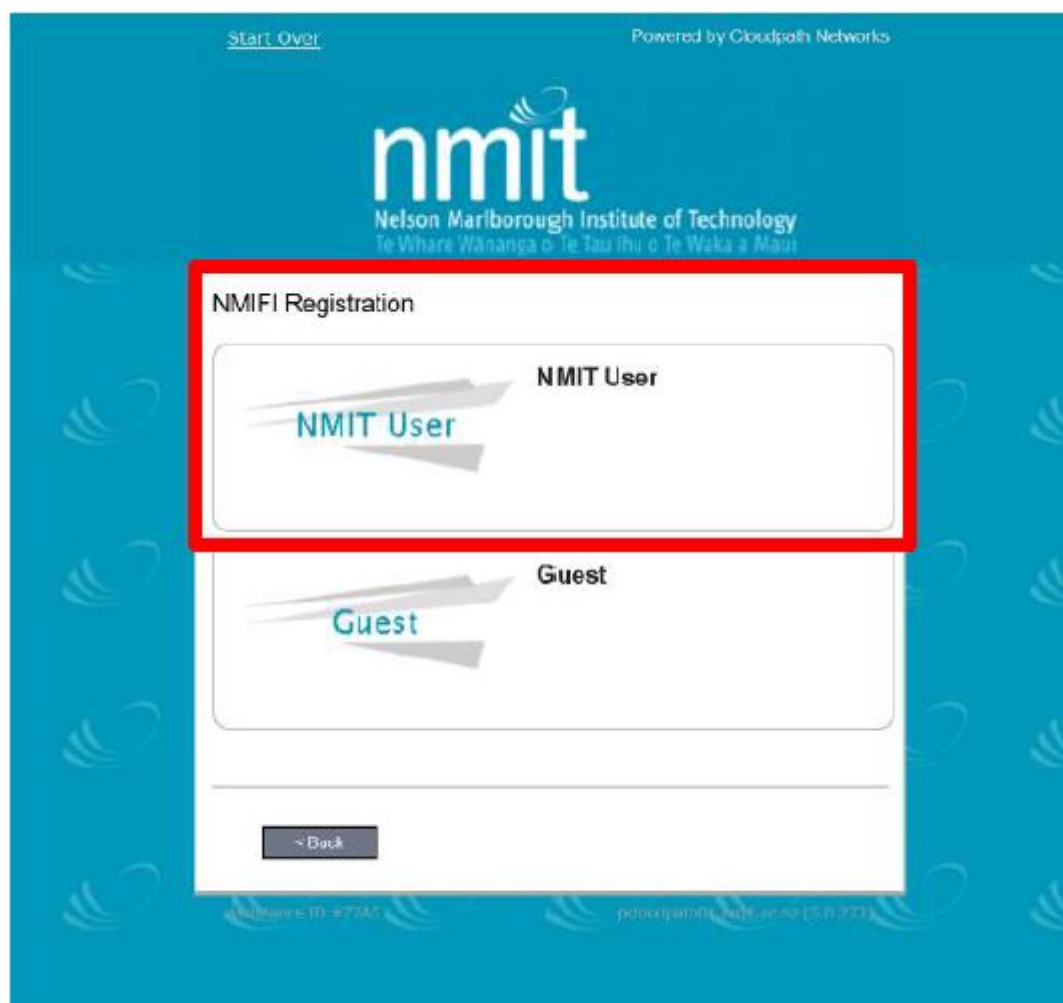 Start Over
Powered by Cloudpath Networks
nmit
Nelson Marlborough Institute of Technology
Te Whare Wānanga o Te Tau Ihu o Te Waka a Māui
NMIFI Registration
NMIT User
NMIT User
Guest
Guest
< Back